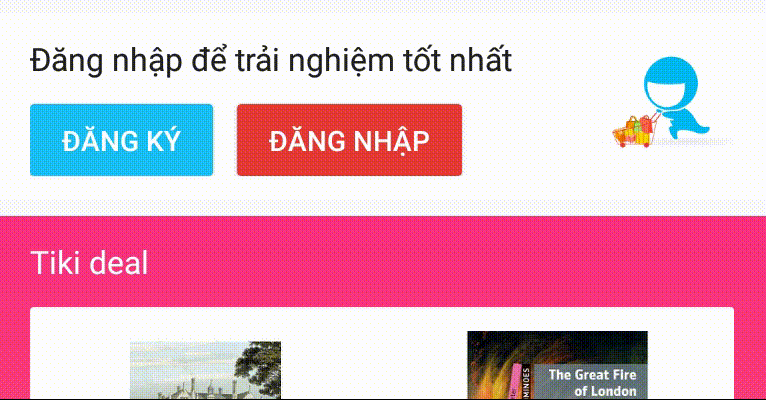 Đăng nhập để trải nghiệm tốt nhất
ĐĂNG KÝ
ĐĂNG NHẬP
Tiki deal
The Great Fire
of London